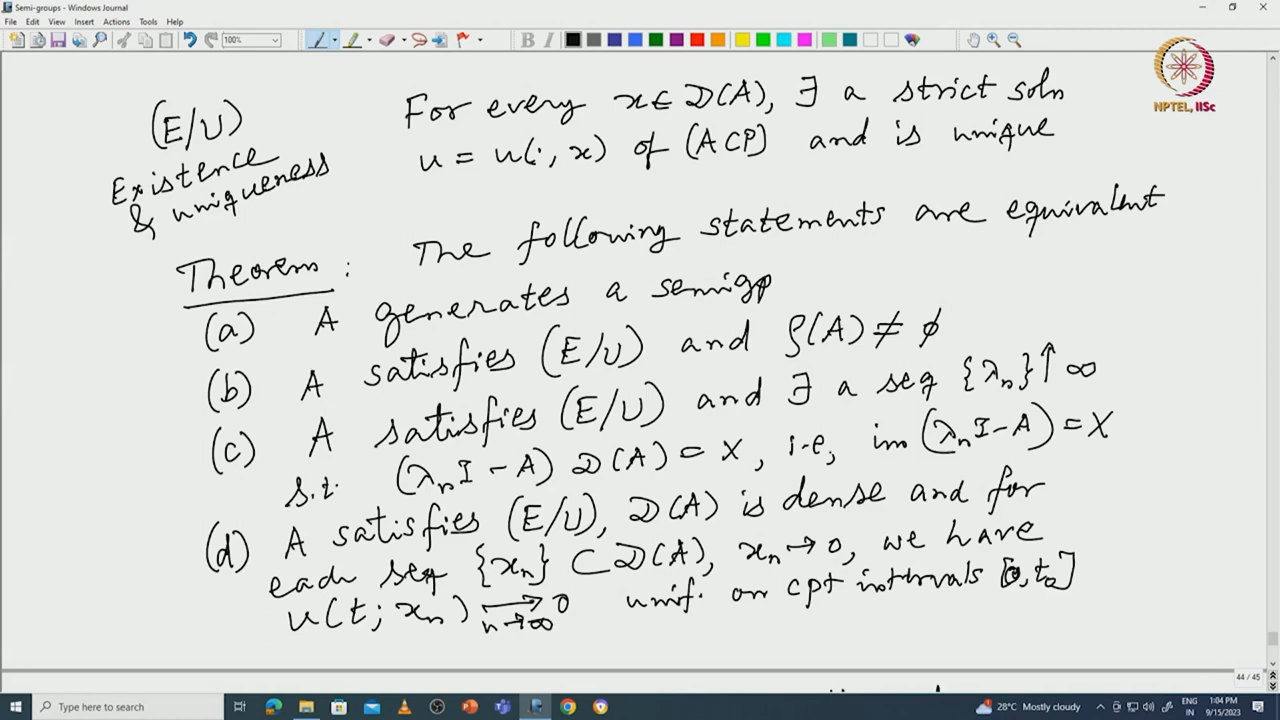 Semi-groups - Windows Journal
File Edit View Insert Actions Tools Help
100%
B I
NPTEL, IISc
(E/U) For every x ∈ D(A), ∃ a strict soln
Existence & uniqueness u = u(·, x) of (ACP) and is unique
Theorem : The following statements are equivalent
(a) A generates a semigp
(b) A satisfies (E/U) and ρ(A) ≠ φ
(c) A satisfies (E/U) and ∃ a seq {λn}↑ ∞
s.t. (λnI - A) D(A) = X, i.e, im (λnI - A) = X
(d) A satisfies (E/U), D(A) is dense and for
each seq {xn} ⊂ D(A), xn → 0, we have
u(t; xn) → 0 unif. on cpt intervals [0, t0]
n→∞
44 / 45
Type here to search
28°C Mostly cloudy
ENG
IN
1:04 PM
9/15/2023